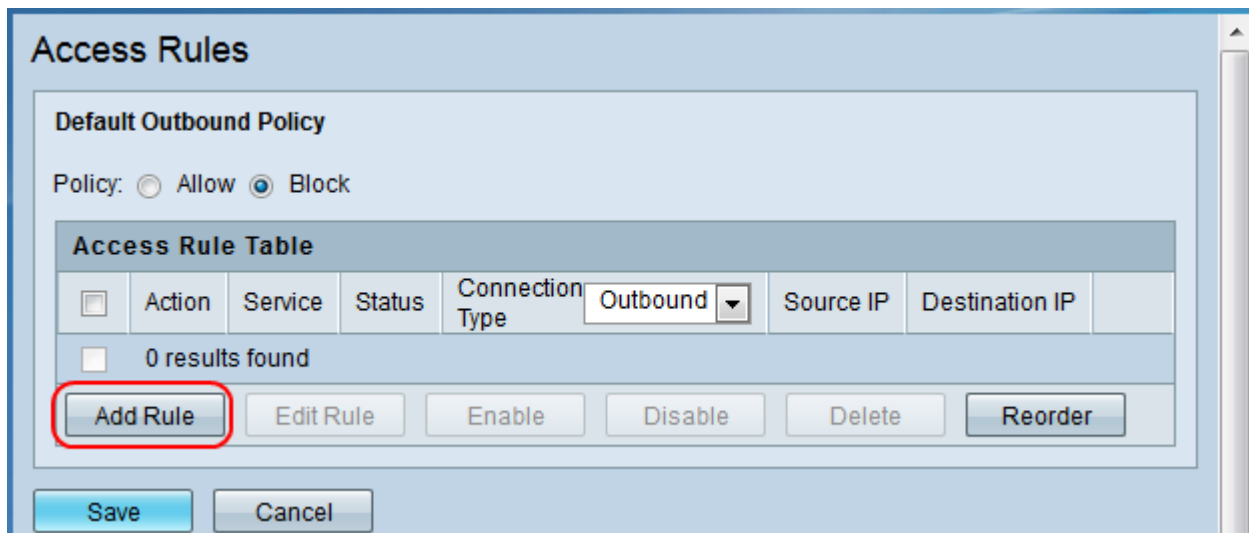 Access Rules
Default Outbound Policy
Policy: Allow Block
Access Rule Table
Action Service Status Connection Type Outbound Source IP Destination IP
0 results found
Add Rule Edit Rule Enable Disable Delete Reorder
Save Cancel